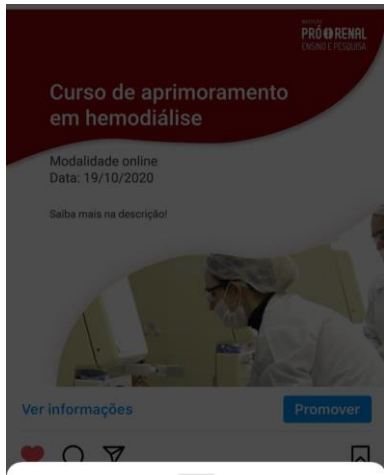 INSTITUTO
PRÓ RENAL
ENSINO E PESQUISA
Curso de aprimoramento
em hemodiálise
Modalidade online
Data: 19/10/2020
Saiba mais na descrição!
Ver informações
Promover